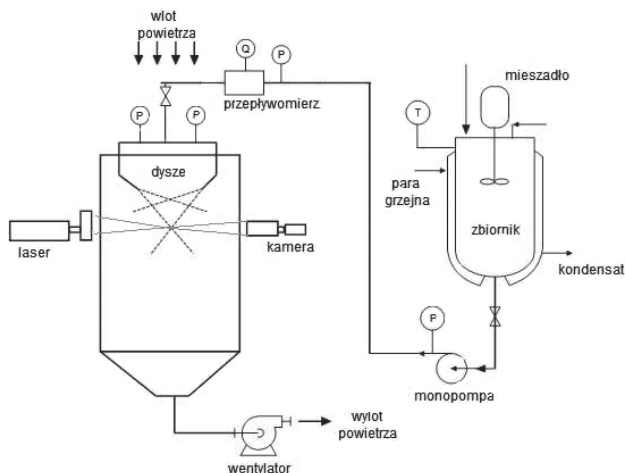 wlot
powietrza
Q
P
przepływomierz
mieszadło
T
P
P
dysze
para
grzejna
zbiornik
laser
kamera
kondensat
P
monopompa
wylot
powietrza
wentylator